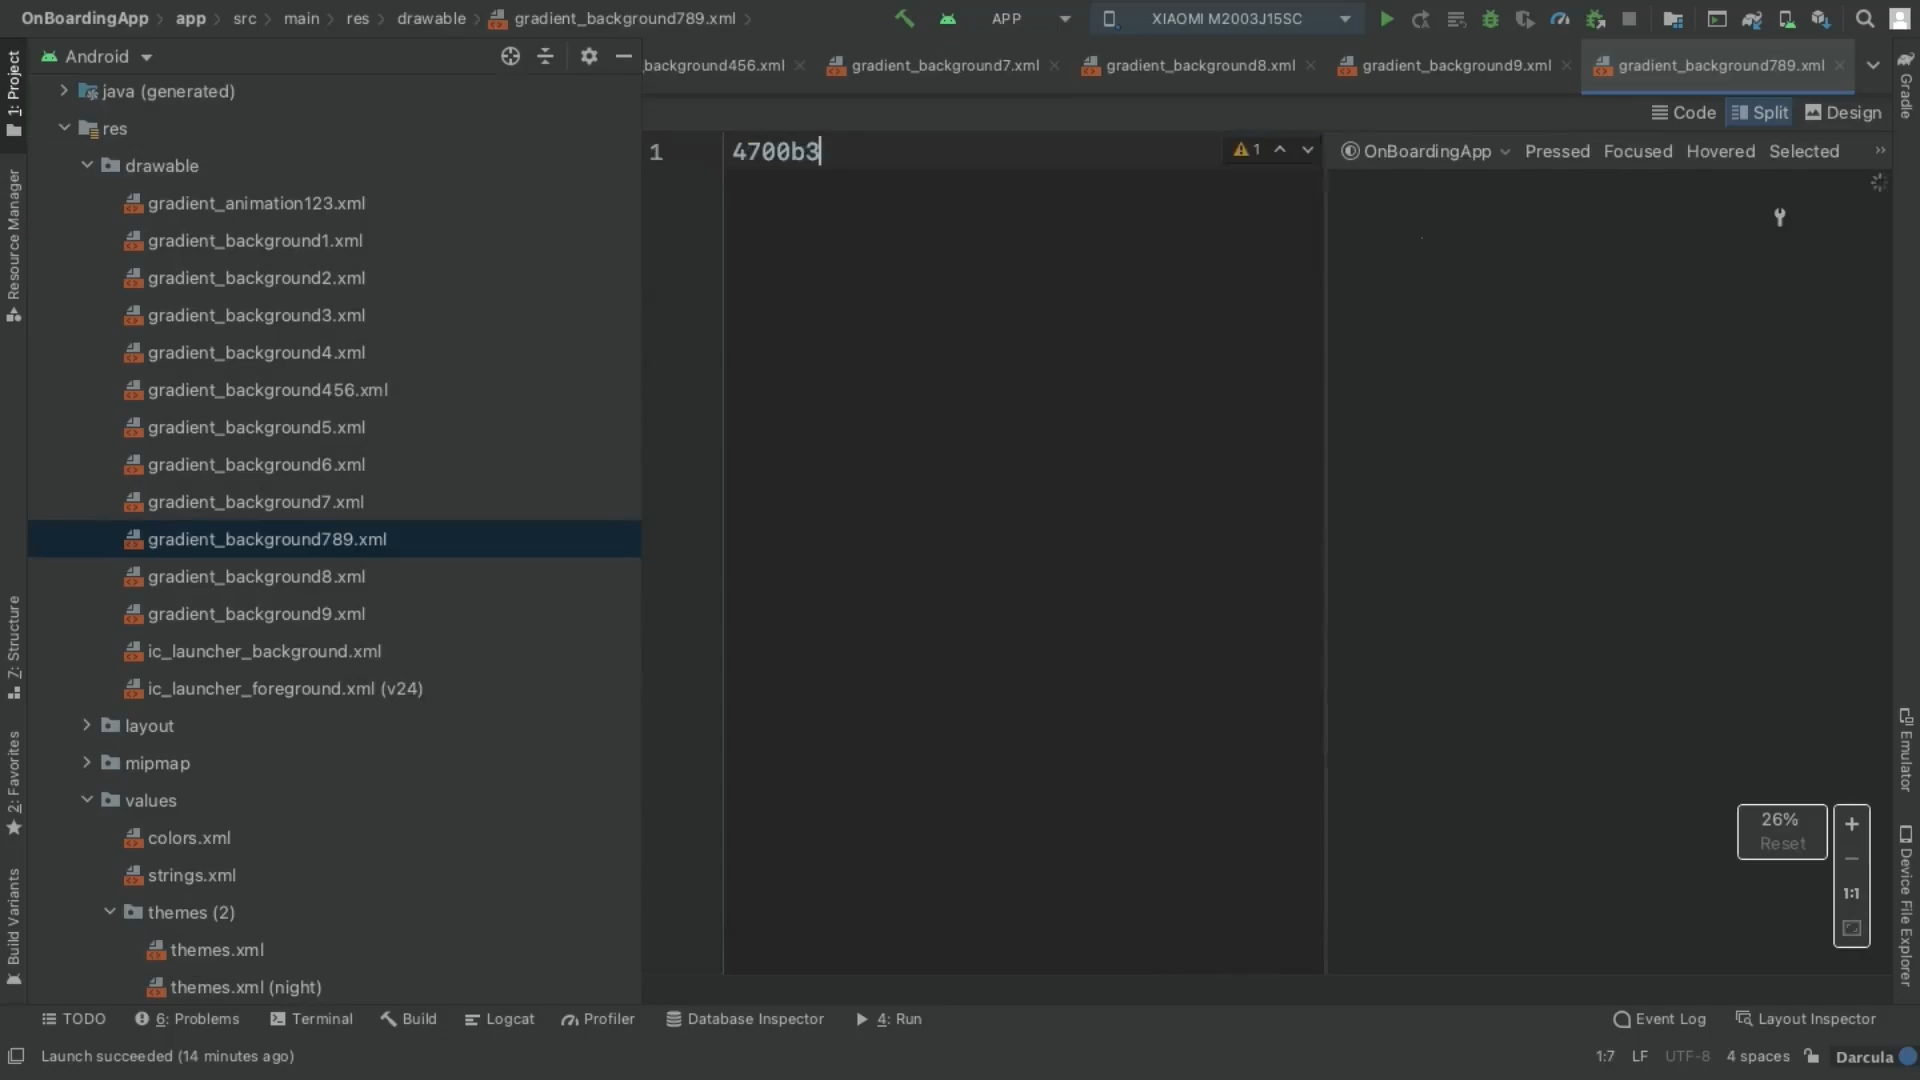 OnBoardingApp > app > src > main > res > drawable > gradient_background789.xml >
APP
XIAOMI M2003J15SC
1: Project
Android
background456.xml
gradient_background7.xml
gradient_background8.xml
gradient_background9.xml
gradient_background789.xml
Gradle
Code
Split
Design
java (generated)
res
drawable
gradient_animation123.xml
gradient_background1.xml
gradient_background2.xml
gradient_background3.xml
gradient_background4.xml
gradient_background456.xml
gradient_background5.xml
gradient_background6.xml
gradient_background7.xml
gradient_background789.xml
gradient_background8.xml
gradient_background9.xml
ic_launcher_background.xml
ic_launcher_foreground.xml (v24)
layout
mipmap
values
colors.xml
strings.xml
themes (2)
themes.xml
themes.xml (night)
Resource Manager
Z: Structure
2: Favorites
Build Variants
1
4700b3
1
OnBoardingApp
Pressed
Focused
Hovered
Selected
26%
Reset
1:1
Emulator
Device File Explorer
TODO
6: Problems
Terminal
Build
Logcat
Profiler
Database Inspector
4: Run
Event Log
Layout Inspector
Launch succeeded (14 minutes ago)
1:7
LF
UTF-8
4 spaces
Darcula